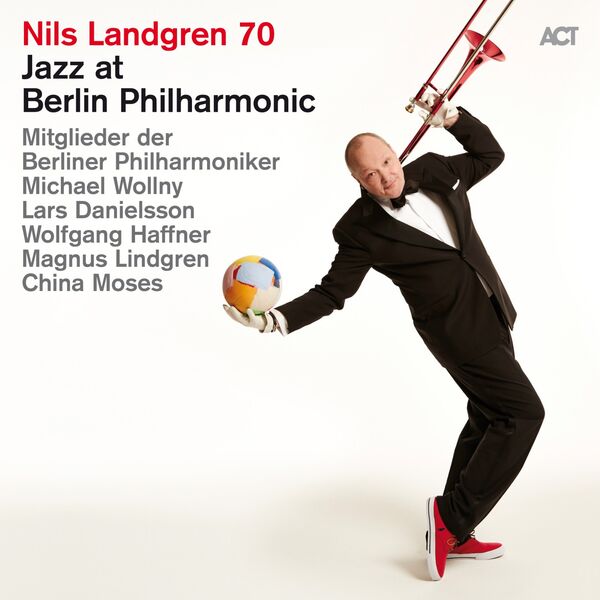 Nils Landgren 70
Jazz at
Berlin Philharmonic
Mitglieder der
Berliner Philharmoniker
Michael Wollny
Lars Danielsson
Wolfgang Haffner
Magnus Lindgren
China Moses
ACT